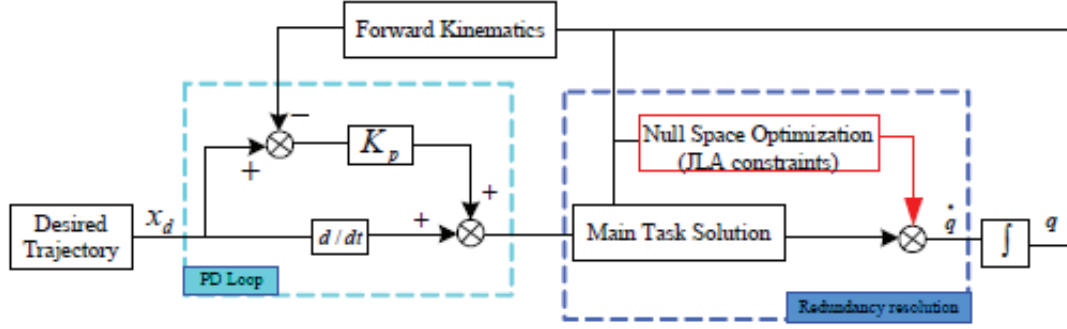 Forward Kinematics
−
K_p
+
Null Space Optimization
(JLA constraints)
+
Desired
Trajectory
x_d
d/dt
+
Main Task Solution
q̇
∫
q
PD Loop
Redundancy resolution